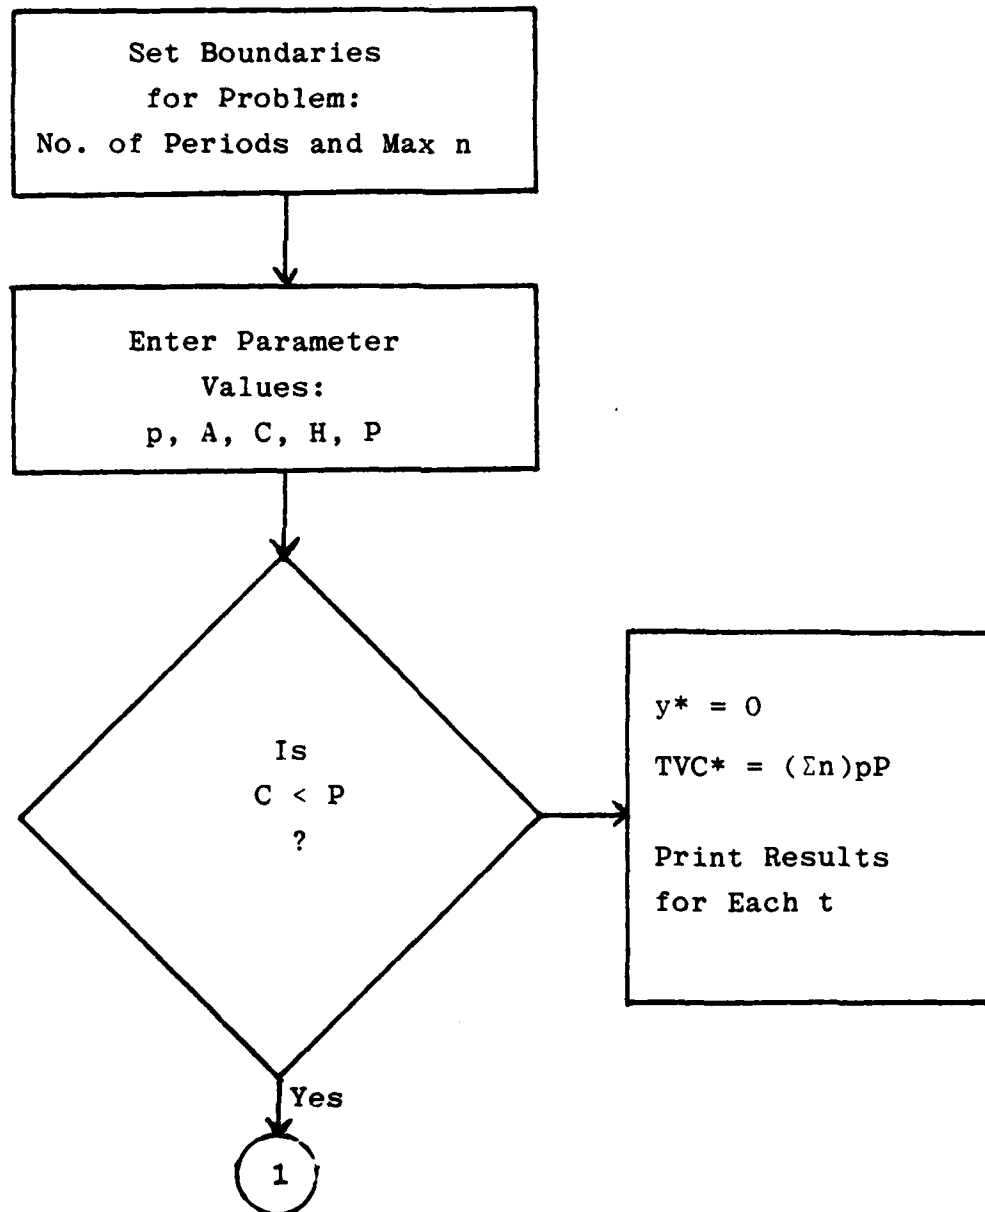 Set Boundaries
for Problem:
No. of Periods and Max n
Enter Parameter
Values:
p, A, C, H, P
Is
C < P
?
y* = 0
TVC* = (Σn)pP
Print Results
for Each t
Yes
1